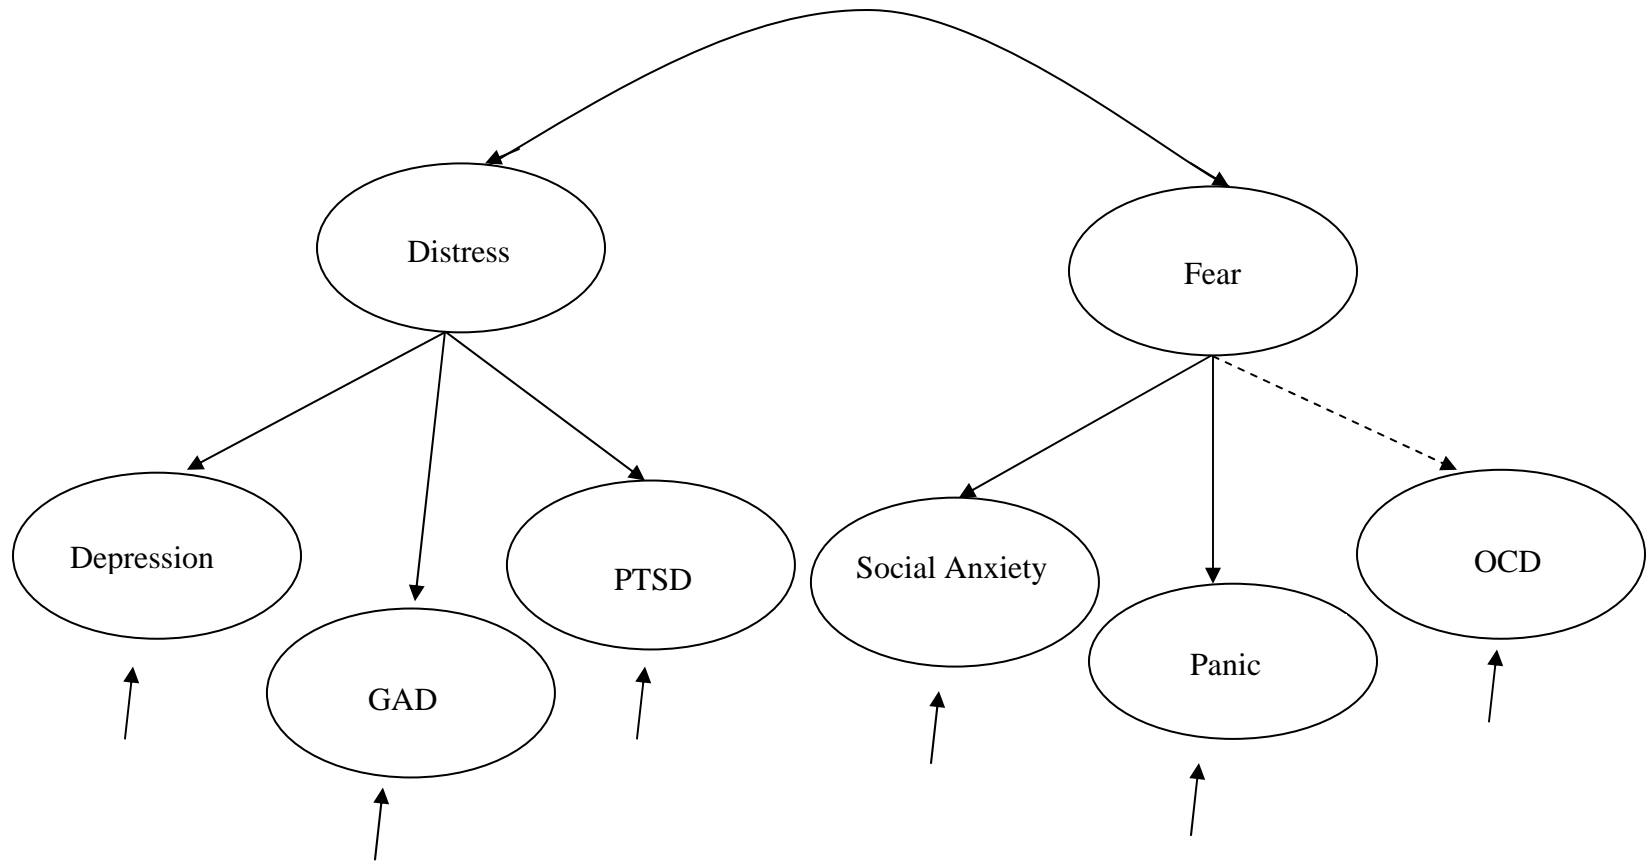 Distress
Fear
Depression
GAD
PTSD
Social Anxiety
Panic
OCD